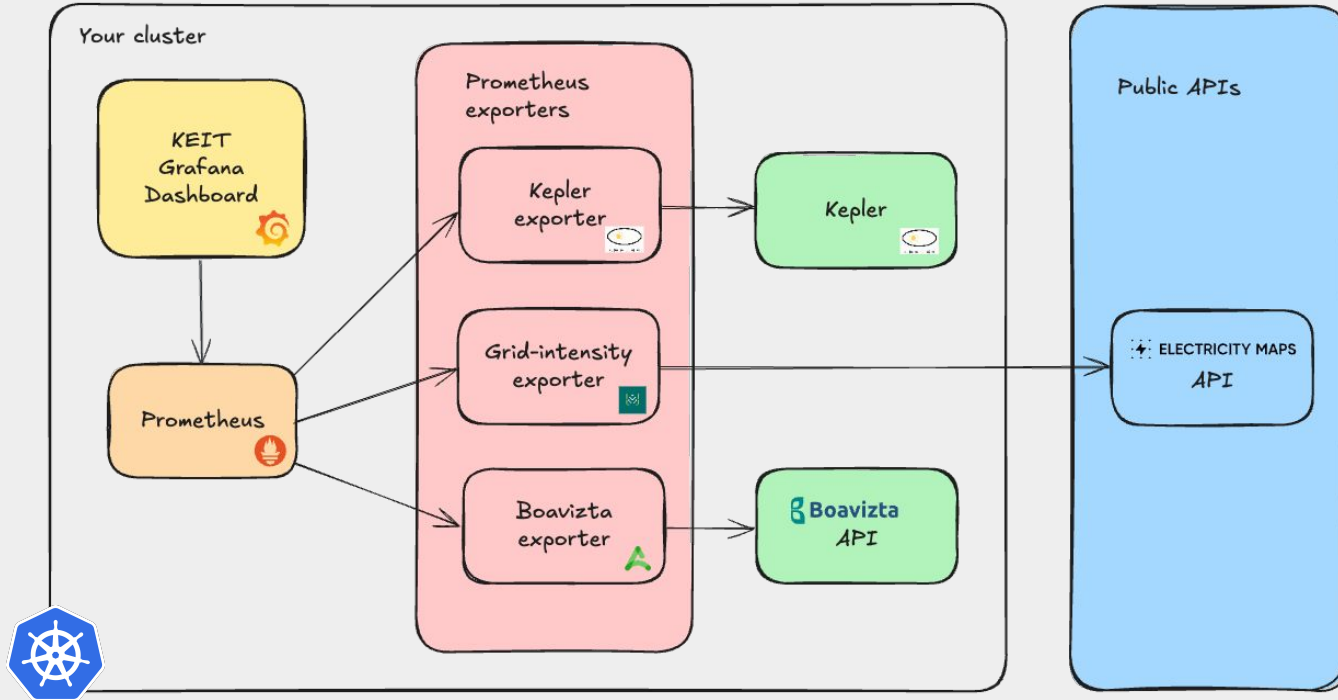 Your cluster
KEIT
Grafana
Dashboard
Prometheus
Prometheus
exporters
Kepler
exporter
Grid-intensity
exporter
Boavizta
exporter
Kepler
Boavizta
API
Public APIs
ELECTRICITY MAPS
API